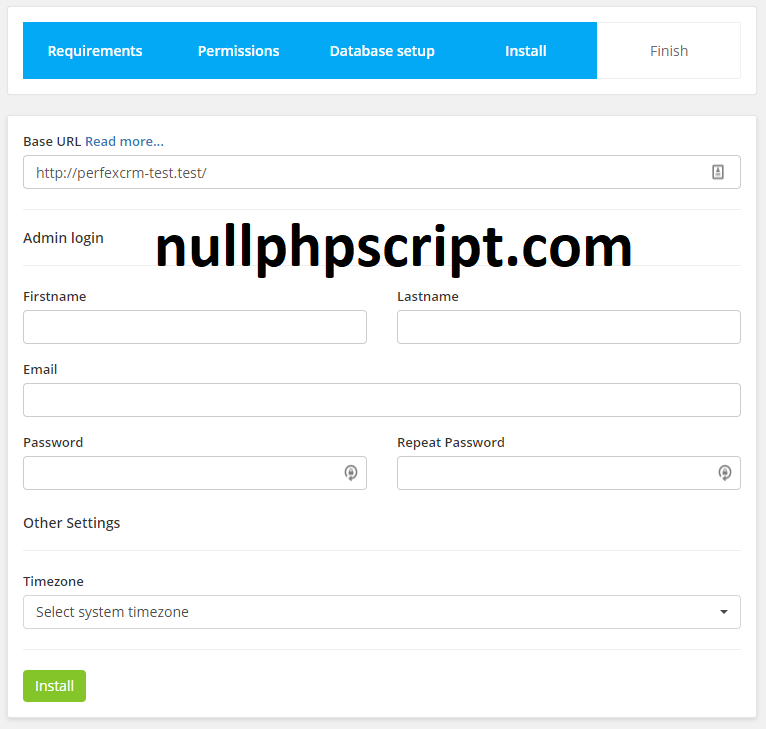 Requirements Permissions Database setup Install Finish
Base URL Read more...
http://perfexcrm-test.test/
Admin login
nullphpscript.com
Firstname Lastname
Email
Password Repeat Password
Other Settings
Timezone
Select system timezone
Install